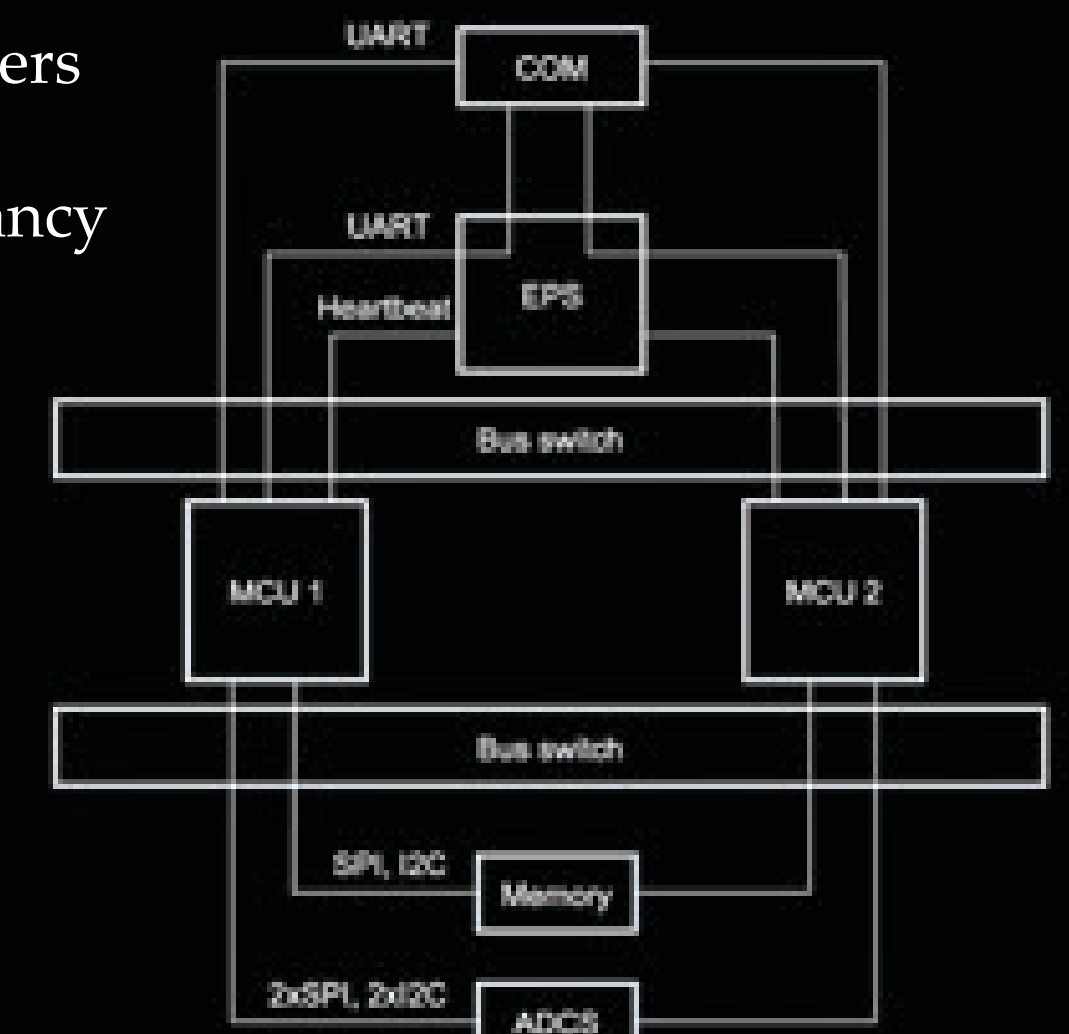 ers
ancy
UART
COM
UART
EPS
Heartbeat
Bus switch
MCU 1
MCU 2
Bus switch
SPI, I2C
Memory
2xSPI, 2xI2C
ADCS